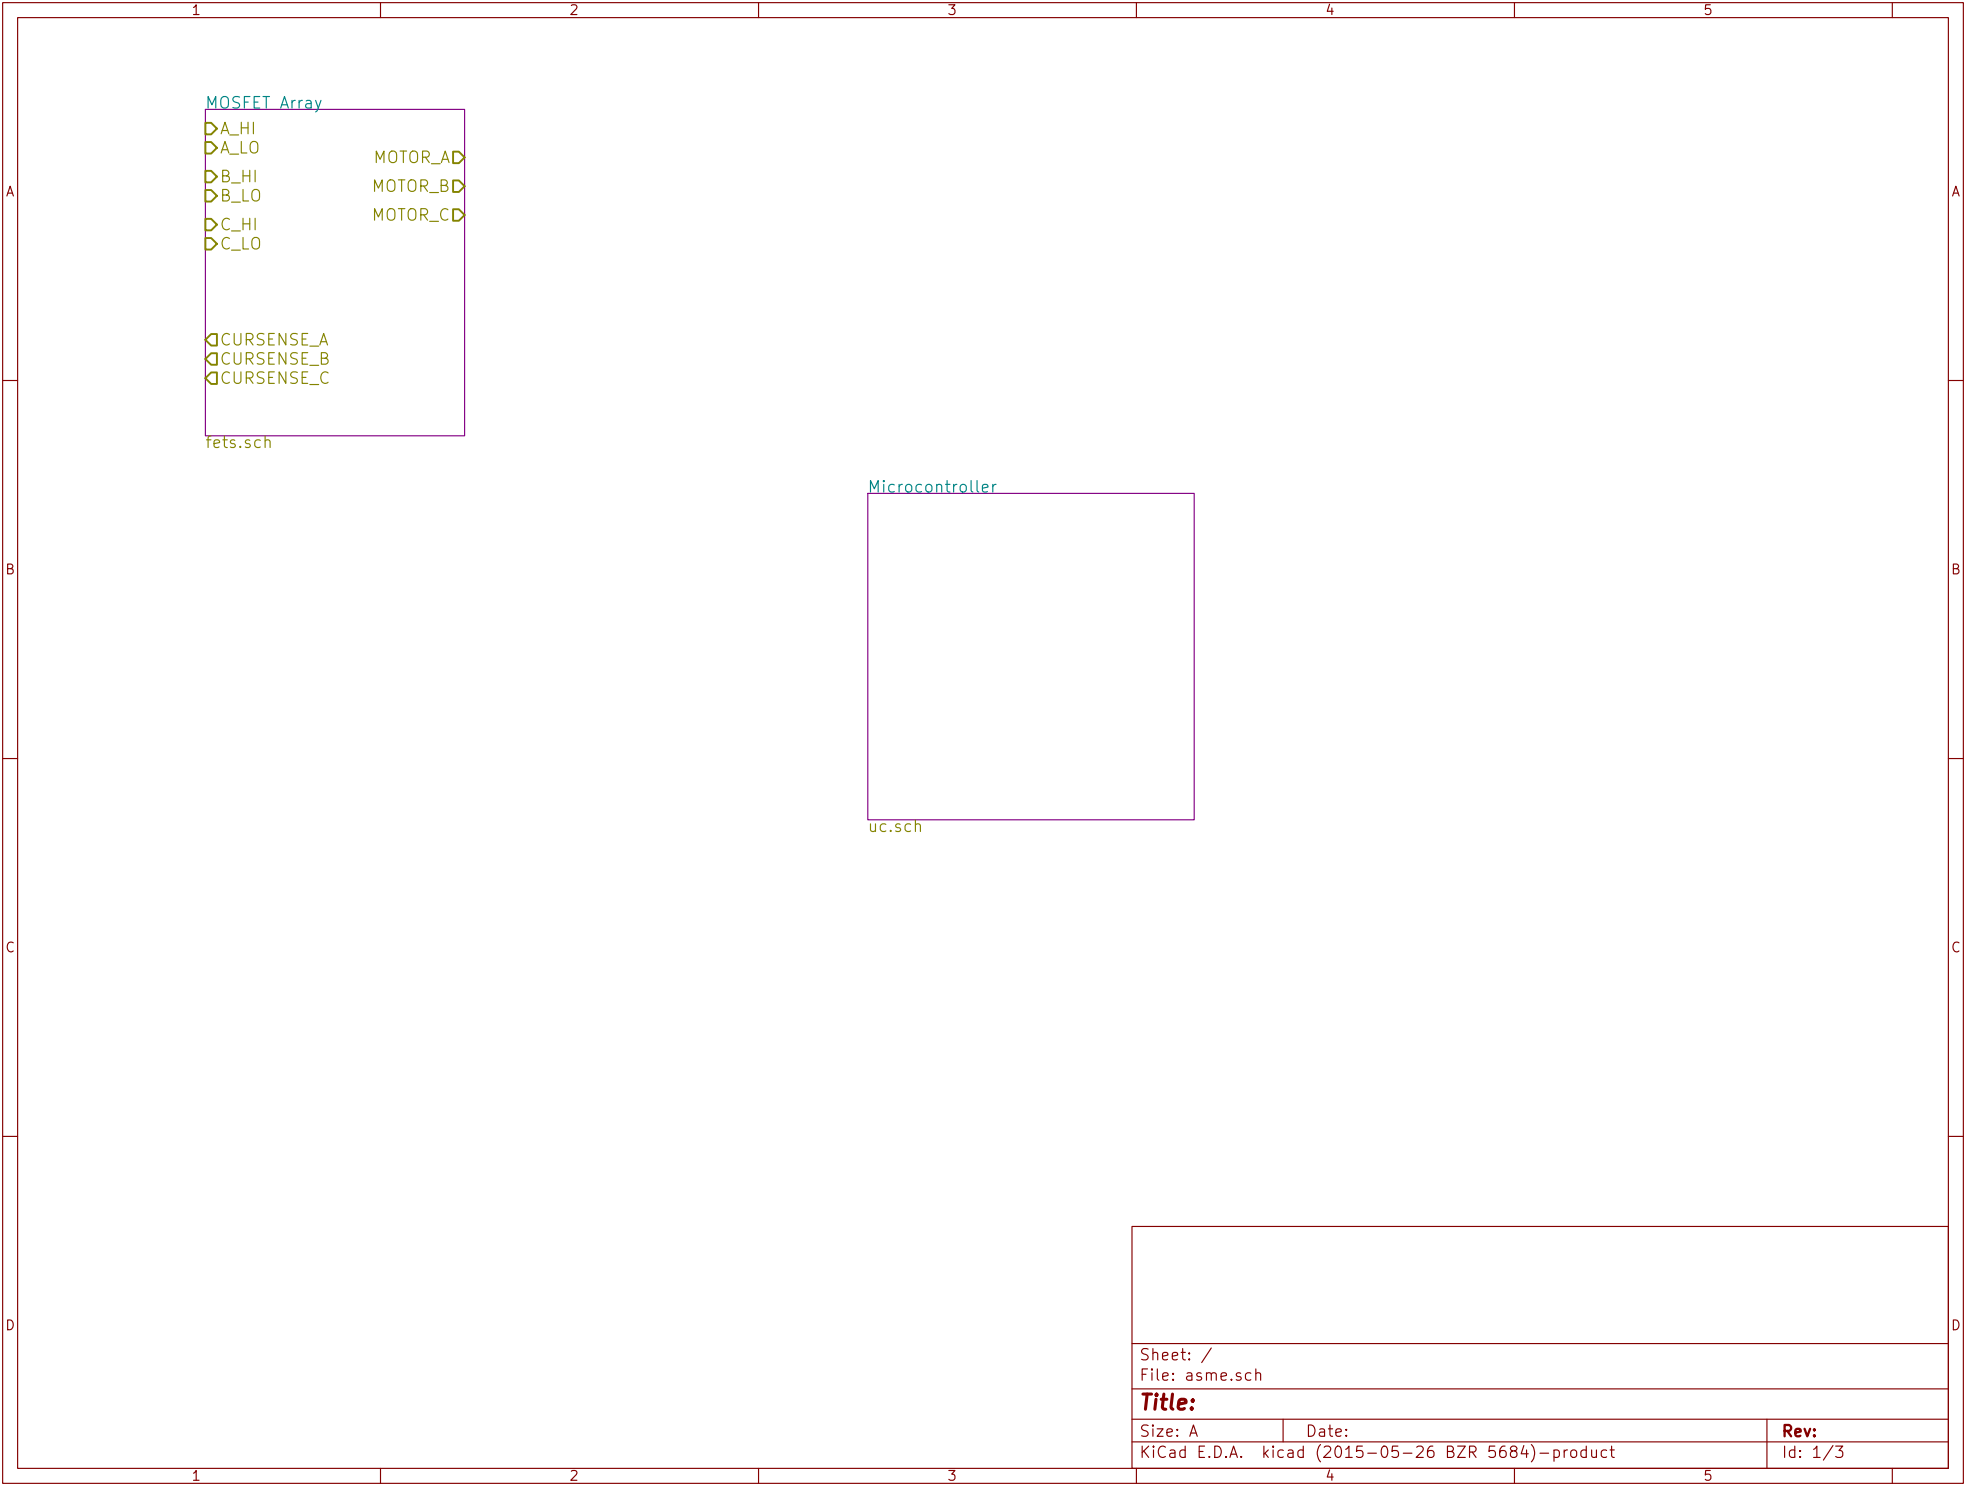 1 2 3 4 5
MOSFET Array
A_HI
A_LO
MOTOR_A
B_HI
MOTOR_B
B_LO
A A
MOTOR_C
C_HI
C_LO
CURSENSE_A
CURSENSE_B
CURSENSE_C
fets.sch
Microcontroller
B B
uc.sch
C C
D D
Sheet: /
File: asme.sch
Title:
Size: A Date: Rev:
KiCad E.D.A. kicad (2015-05-26 BZR 5684)-product Id: 1/3
1 2 3 4 5